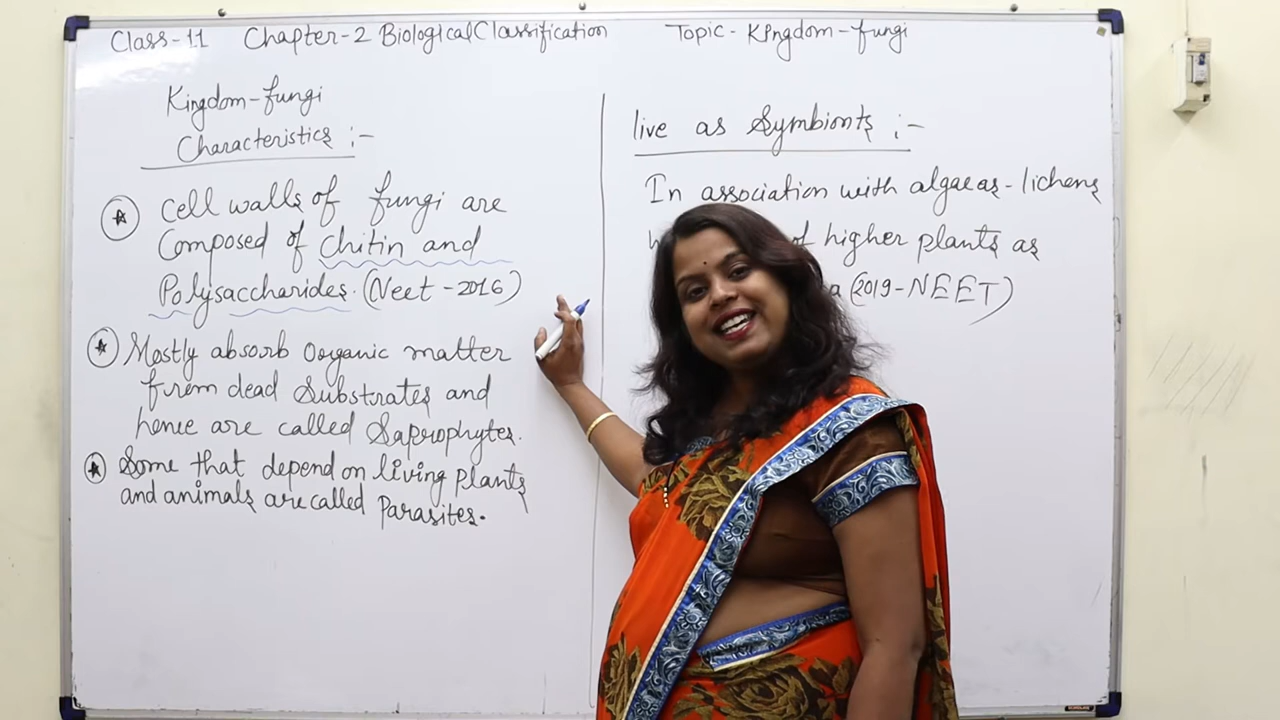 Class-11 Chapter-2 Biological Classification Topic - Kingdom-fungi
Kingdom-fungi
Characteristics :-
Cell walls of fungi are
Composed of chitin and
Polysaccharides. (Neet - 2016)
Mostly absorb Organic matter
from dead Substrates and
hence are called Saprophytes.
Some that depend on living plants
and animals are called Parasites.
live as Symbionts :-
In association with algae as - lichens
of higher plants as
(2019-NEET)